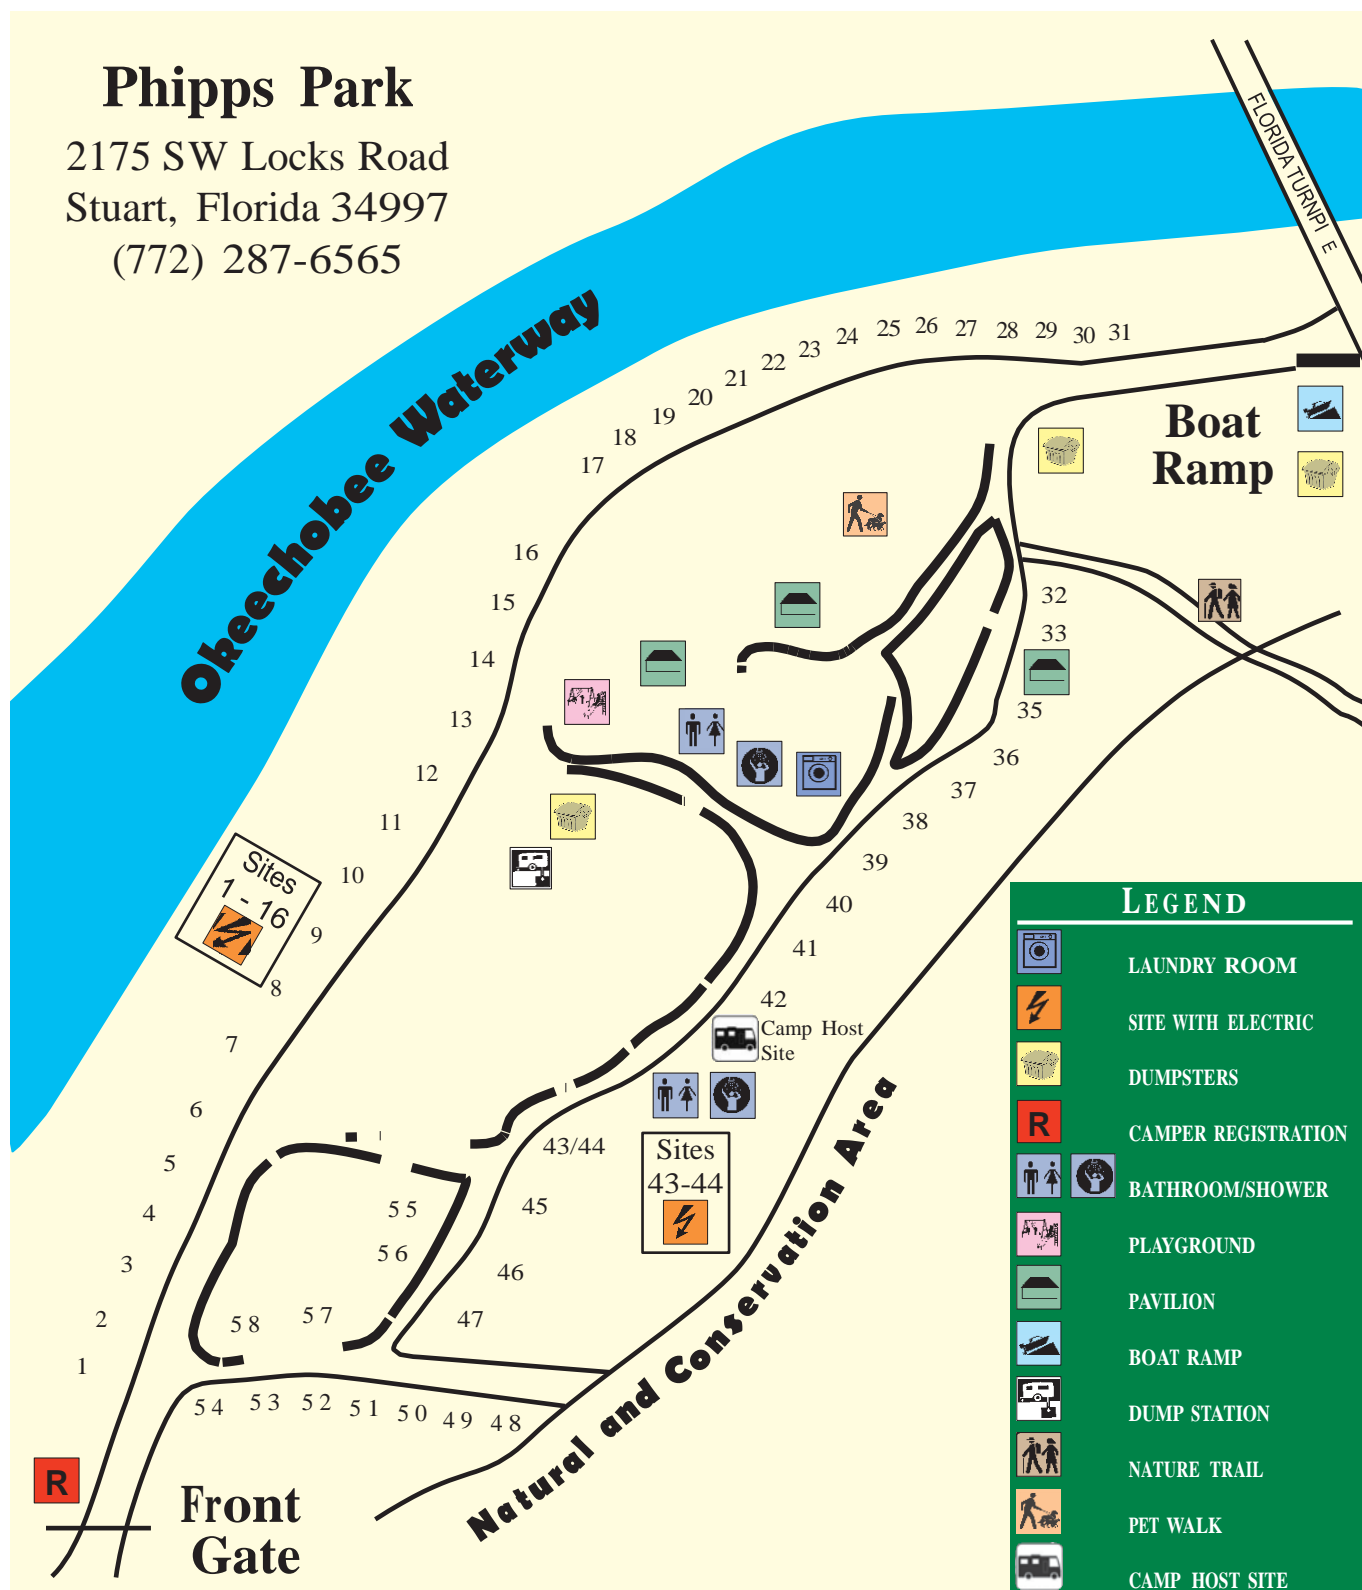 Phipps Park
2175 SW Locks Road
Stuart, Florida 34997
(772) 287-6565
FLORIDA TURNPI E
Okeechobee Waterway
Boat
Ramp
31
30
29
28
27
26
25
24
23
22
21
20
19
18
17
16
15
14
13
12
11
10
9
8
7
6
5
4
3
2
1
Sites
1 - 16
32
33
35
36
37
38
39
40
41
42
Camp Host
Site
43/44
Sites
43-44
45
46
47
55
56
57
58
54
53
52
51
50
49
48
Natural and Conservation Area
R
Front
Gate
LEGEND
LAUNDRY ROOM
SITE WITH ELECTRIC
DUMPSTERS
R
CAMPER REGISTRATION
BATHROOM/SHOWER
PLAYGROUND
PAVILION
BOAT RAMP
DUMP STATION
NATURE TRAIL
PET WALK
CAMP HOST SITE